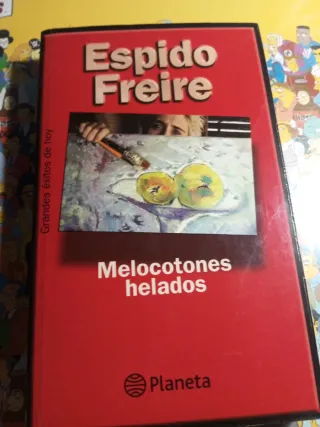 Espido
Freire
Grandes éxitos de hoy
Melocotones
helados
Planeta